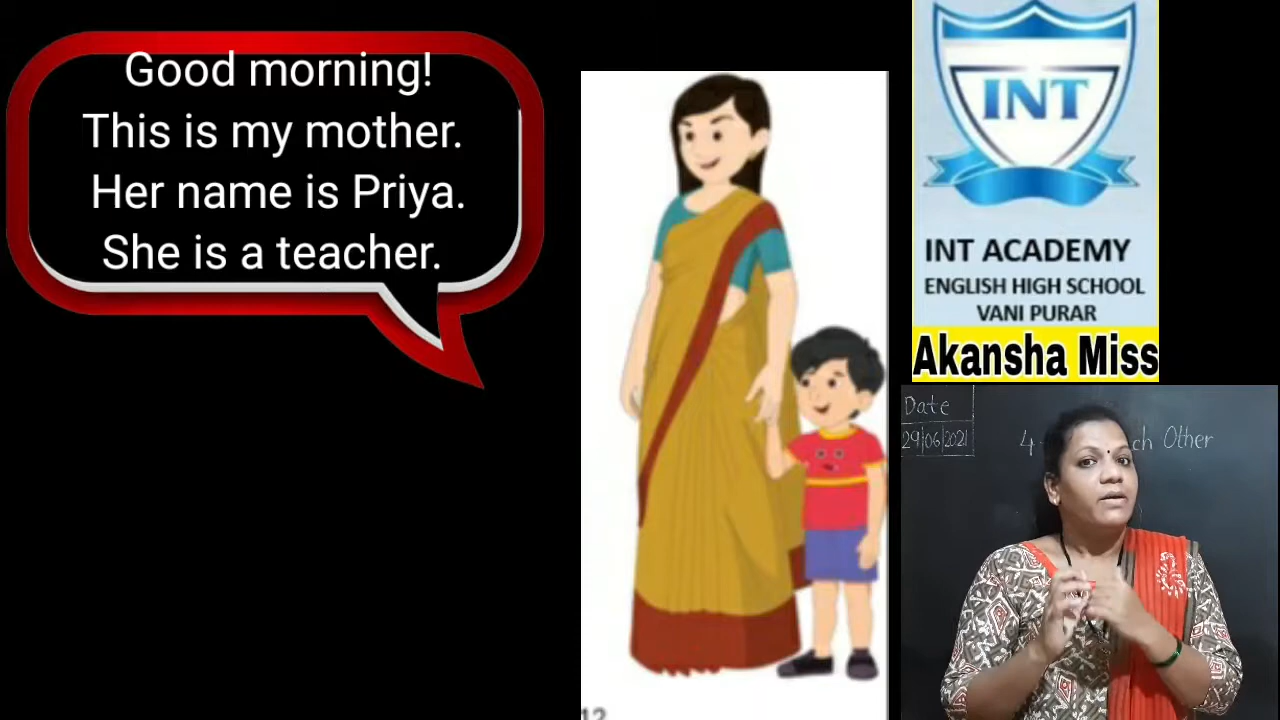 Good morning!
This is my mother.
Her name is Priya.
She is a teacher.
INT
INT ACADEMY
ENGLISH HIGH SCHOOL
VANI PURAR
Akansha Miss
Date
29/06/2021
4. ch Other
12